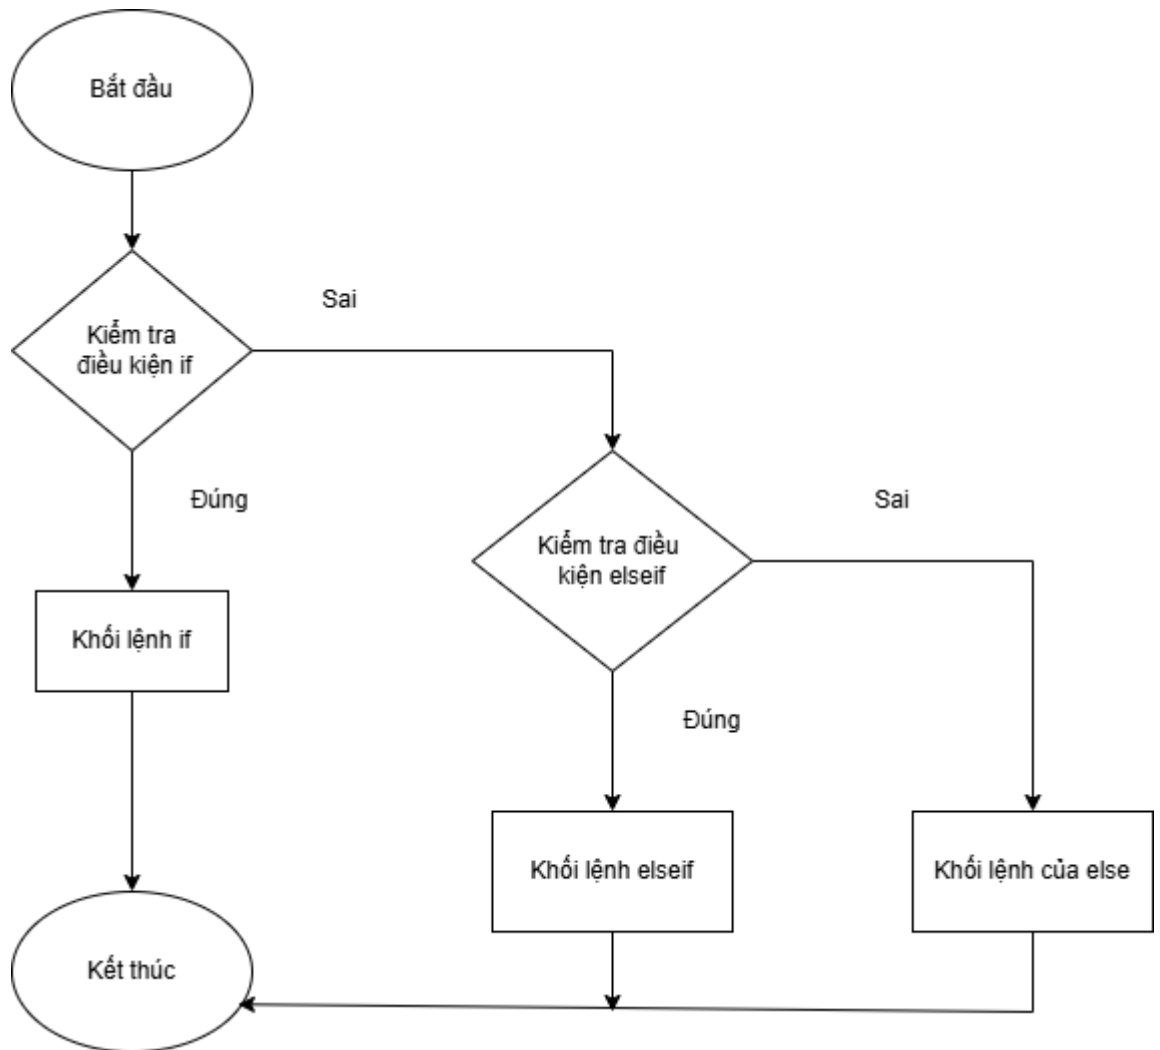 Bắt đầu
Sai
Kiểm tra
điều kiện if
Đúng
Sai
Kiểm tra điều
kiện elseif
Khối lệnh if
Đúng
Khối lệnh elseif
Khối lệnh của else
Kết thúc